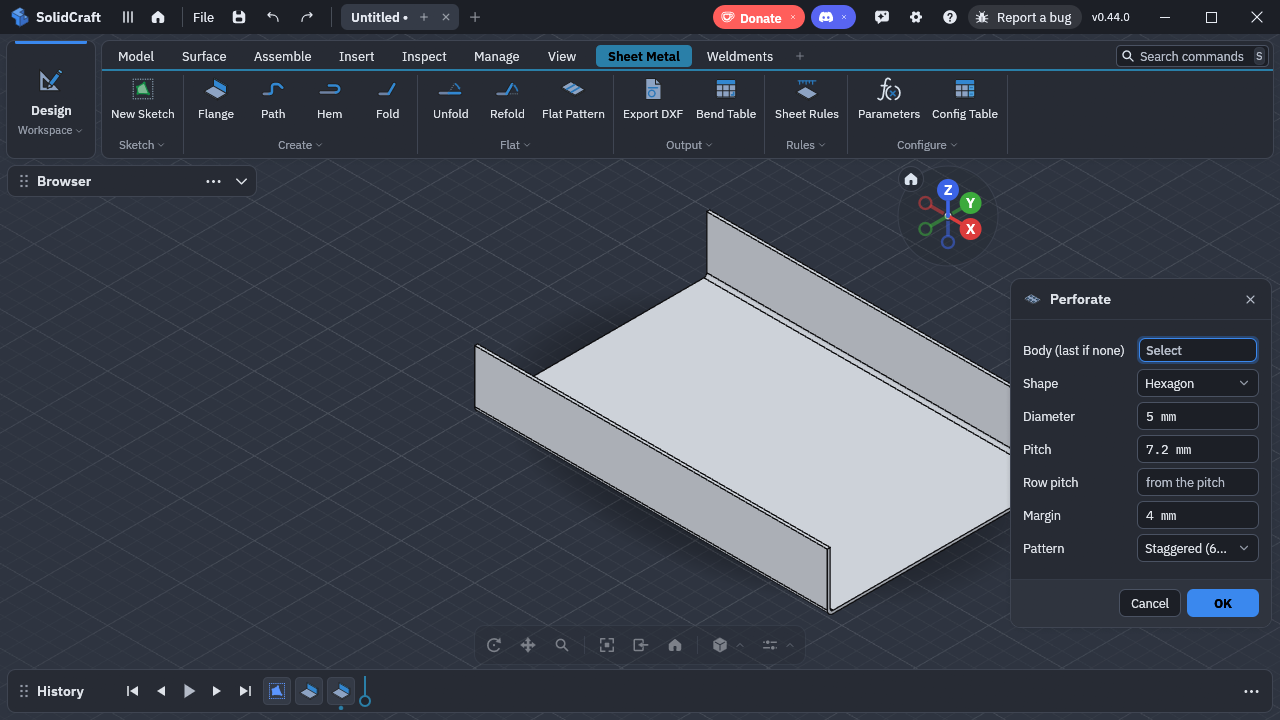 SolidCraft
File
Untitled •
Donate
Report a bug
v0.44.0
Design
Workspace
Model
Surface
Assemble
Insert
Inspect
Manage
View
Sheet Metal
Weldments
Search commands
S
New Sketch
Flange
Path
Hem
Fold
Unfold
Refold
Flat Pattern
Export DXF
Bend Table
Sheet Rules
Parameters
Config Table
Sketch
Create
Flat
Output
Rules
Configure
Browser
Z
Y
X
Perforate
Body (last if none)
Select
Shape
Hexagon
Diameter
5 mm
Pitch
7.2 mm
Row pitch
from the pitch
Margin
4 mm
Pattern
Staggered (6...
Cancel
OK
History